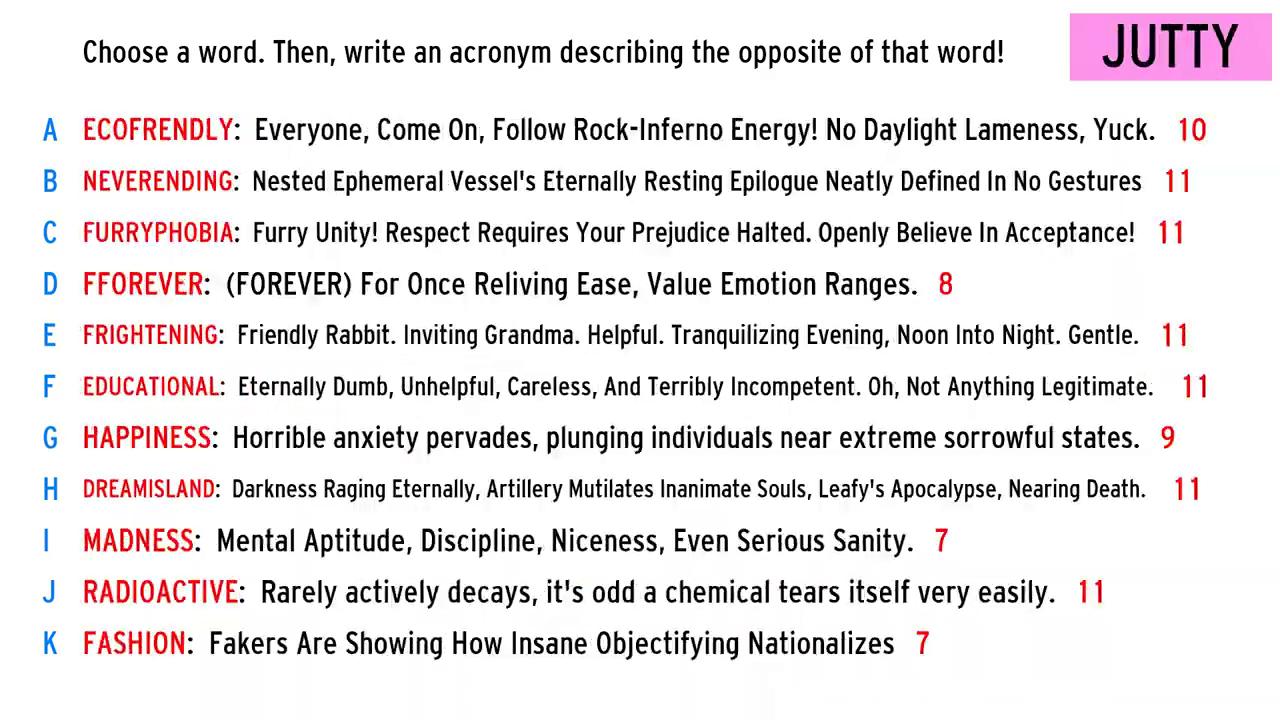 Choose a word. Then, write an acronym describing the opposite of that word!
JUTTY
A ECOFRENDLY: Everyone, Come On, Follow Rock-Inferno Energy! No Daylight Lameness, Yuck. 10
B NEVERENDING: Nested Ephemeral Vessel's Eternally Resting Epilogue Neatly Defined In No Gestures 11
C FURRYPHOBIA: Furry Unity! Respect Requires Your Prejudice Halted. Openly Believe In Acceptance! 11
D FFOREVER: (FOREVER) For Once Reliving Ease, Value Emotion Ranges. 8
E FRIGHTENING: Friendly Rabbit. Inviting Grandma. Helpful. Tranquilizing Evening, Noon Into Night. Gentle. 11
F EDUCATIONAL: Eternally Dumb, Unhelpful, Careless, And Terribly Incompetent. Oh, Not Anything Legitimate. 11
G HAPPINESS: Horrible anxiety pervades, plunging individuals near extreme sorrowful states. 9
H DREAMISLAND: Darkness Raging Eternally, Artillery Mutilates Inanimate Souls, Leafy's Apocalypse, Nearing Death. 11
I MADNESS: Mental Aptitude, Discipline, Niceness, Even Serious Sanity. 7
J RADIOACTIVE: Rarely actively decays, it's odd a chemical tears itself very easily. 11
K FASHION: Fakers Are Showing How Insane Objectifying Nationalizes 7